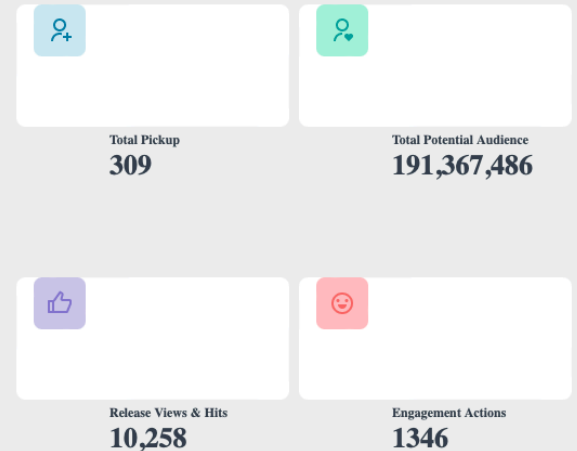 Total Pickup
309
Total Potential Audience
191,367,486
Release Views & Hits
10,258
Engagement Actions
1346